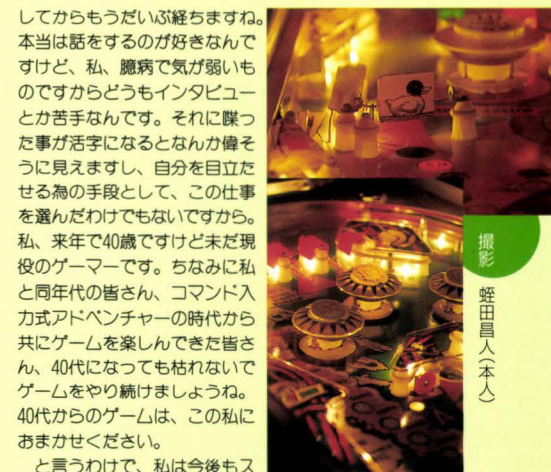 してからもうだいぶ経ちますね。
本当は話をするのが好きなんで
すけど、私、臆病で気が弱いも
のですからどうもインタビュー
とか苦手なんです。それに喋っ
た事が活字になるとなんか偉そ
うに見えますし、自分を目立た
せる為の手段として、この仕事
を選んだわけでもないですから。
私、来年で40歳ですけど未だ現
役のゲーマーです。ちなみに私
と同年代の皆さん、コマンド入
力式アドベンチャーの時代から
共にゲームを楽しんできた皆さ
ん、40代になっても枯れないで
ゲームをやり続けましょうね。
40代からのゲームは、この私に
おまかせください。
と言うわけで、私は今後もス
撮影 蛭田昌人(本人)